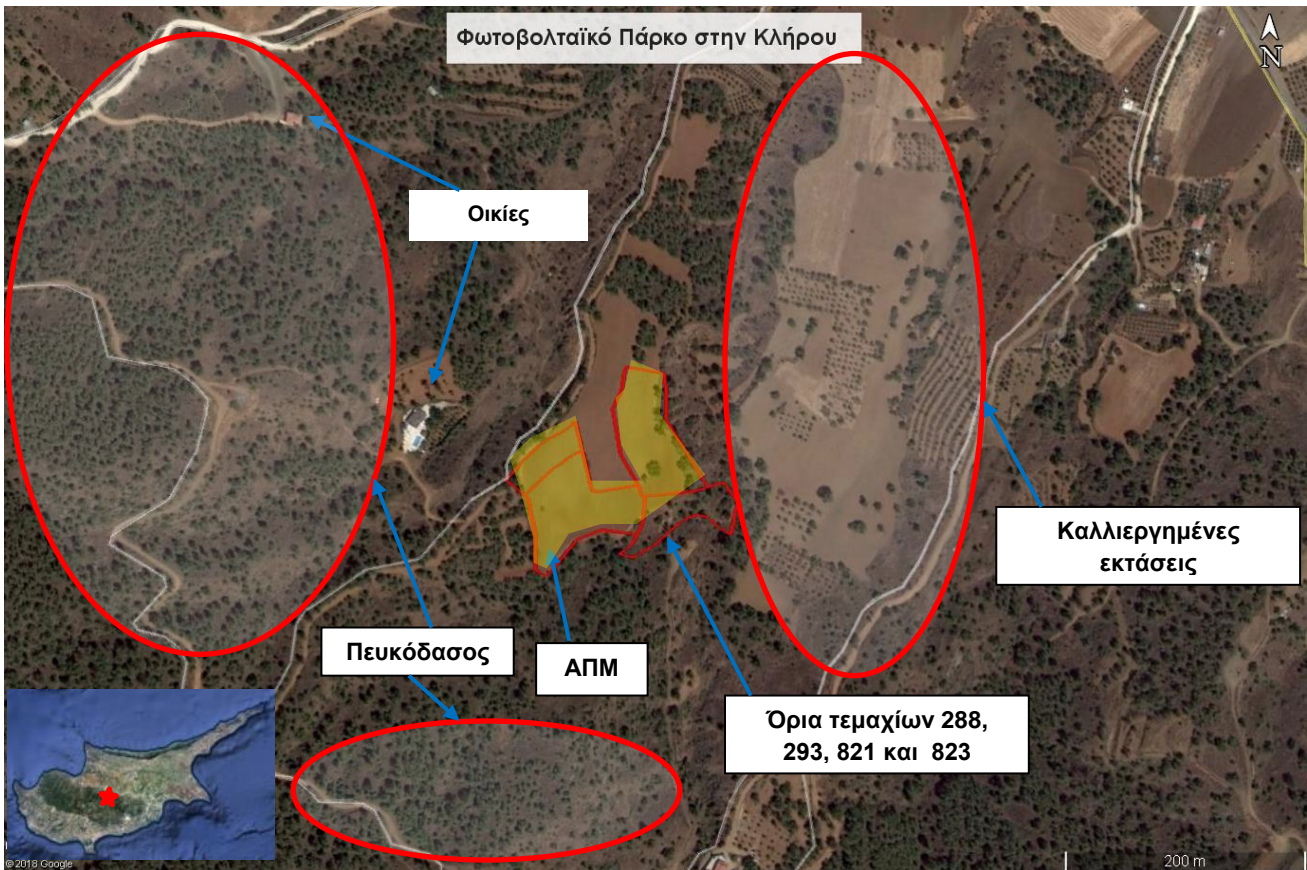 Φωτοβολταϊκό Πάρκο στην Κλήρου
N
Οικίες
Καλλιεργημένες
εκτάσεις
Πευκόδασος
ΑΠΜ
Όρια τεμαχίων 288,
293, 821 και 823
©2018 Google
200 m